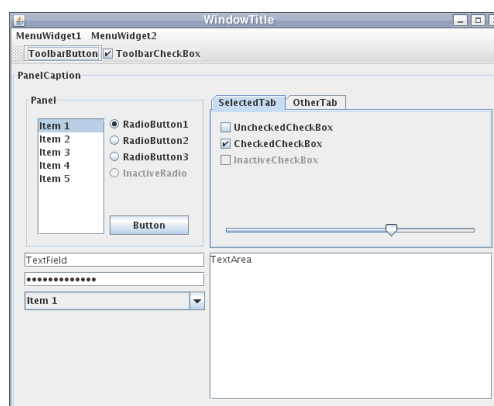 WindowTitle
MenuWidget1 MenuWidget2
ToolbarButton ToolbarCheckBox
PanelCaption
Panel
Item 1
Item 2
Item 3
Item 4
Item 5
RadioButton1
RadioButton2
RadioButton3
InactiveRadio
Button
SelectedTab OtherTab
UncheckedCheckBox
CheckedCheckBox
InactiveCheckBox
TextField
•••••••••••••
Item 1
TextArea